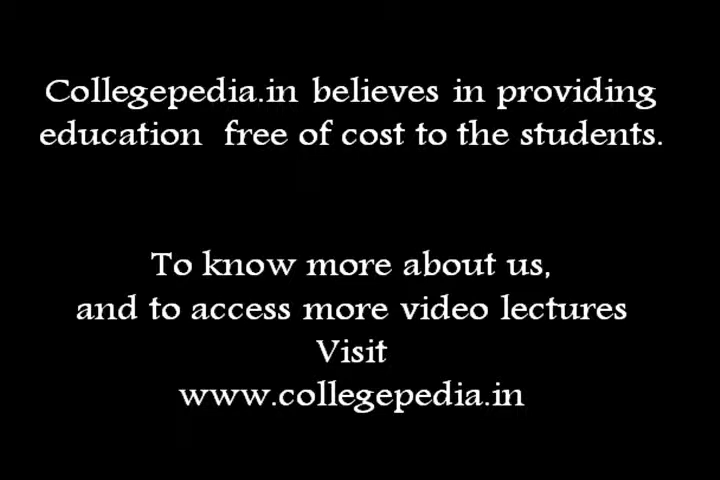 Collegepedia.in believes in providing
education  free of cost to the students.
To know more about us,
and to access more video lectures
Visit
www.collegepedia.in